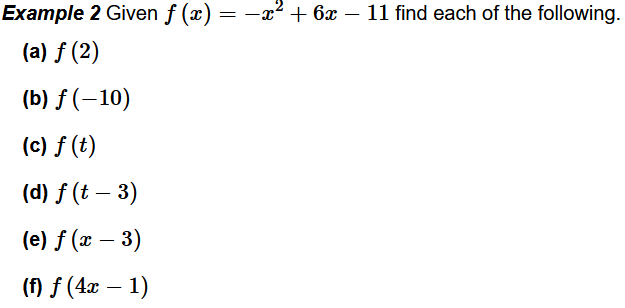 Example 2 Given f (x) = −x² + 6x − 11 find each of the following.
(a) f (2)
(b) f (−10)
(c) f (t)
(d) f (t − 3)
(e) f (x − 3)
(f) f (4x − 1)